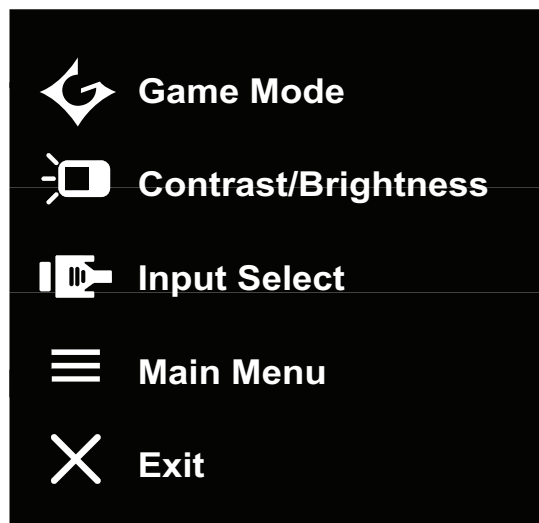 Game Mode
Contrast/Brightness
Input Select
Main Menu
Exit